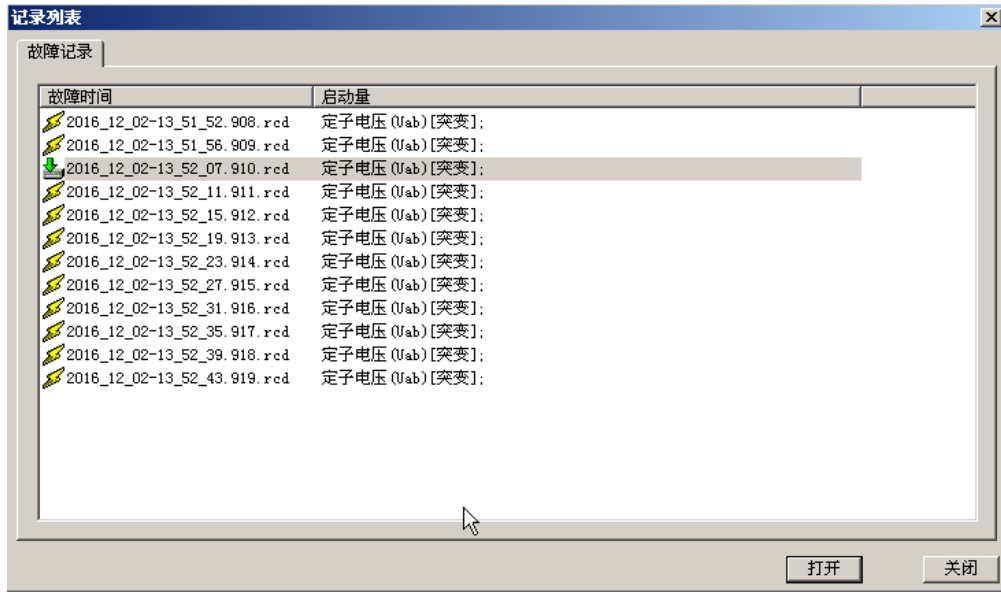 记录列表
故障记录
故障时间 启动量
2016_12_02-13_51_52.908.rcd 定子电压(Uab)[突变];
2016_12_02-13_51_56.909.rcd 定子电压(Uab)[突变];
2016_12_02-13_52_07.910.rcd 定子电压(Uab)[突变];
2016_12_02-13_52_11.911.rcd 定子电压(Uab)[突变];
2016_12_02-13_52_15.912.rcd 定子电压(Uab)[突变];
2016_12_02-13_52_19.913.rcd 定子电压(Uab)[突变];
2016_12_02-13_52_23.914.rcd 定子电压(Uab)[突变];
2016_12_02-13_52_27.915.rcd 定子电压(Uab)[突变];
2016_12_02-13_52_31.916.rcd 定子电压(Uab)[突变];
2016_12_02-13_52_35.917.rcd 定子电压(Uab)[突变];
2016_12_02-13_52_39.918.rcd 定子电压(Uab)[突变];
2016_12_02-13_52_43.919.rcd 定子电压(Uab)[突变];
打开 关闭